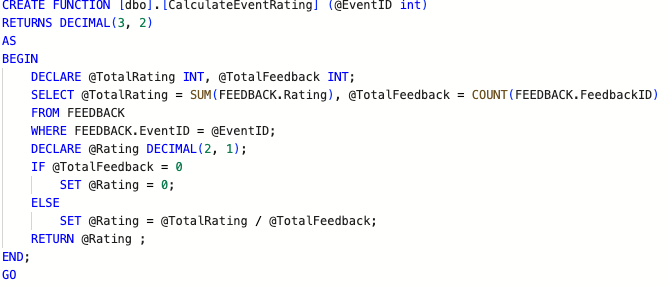 CREATE FUNCTION [dbo].[CalculateEventRating] (@EventID int)
RETURNS DECIMAL(3, 2)
AS
BEGIN
    DECLARE @TotalRating INT, @TotalFeedback INT;
    SELECT @TotalRating = SUM(FEEDBACK.Rating), @TotalFeedback = COUNT(FEEDBACK.FeedbackID)
    FROM FEEDBACK
    WHERE FEEDBACK.EventID = @EventID;
    DECLARE @Rating DECIMAL(2, 1);
    IF @TotalFeedback = 0
        SET @Rating = 0;
    ELSE
        SET @Rating = @TotalRating / @TotalFeedback;
    RETURN @Rating ;
END;
GO